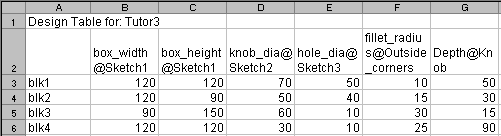 A B C D E F G
1 Design Table for: Tutor3
2 box_width@Sketch1 box_height@Sketch1 knob_dia@Sketch2 hole_dia@Sketch3 fillet_radius@Outside_corners Depth@Knob
3 blk1 120 120 70 50 10 50
4 blk2 120 90 50 40 15 30
5 blk3 90 150 60 10 30 15
6 blk4 120 120 30 10 25 90